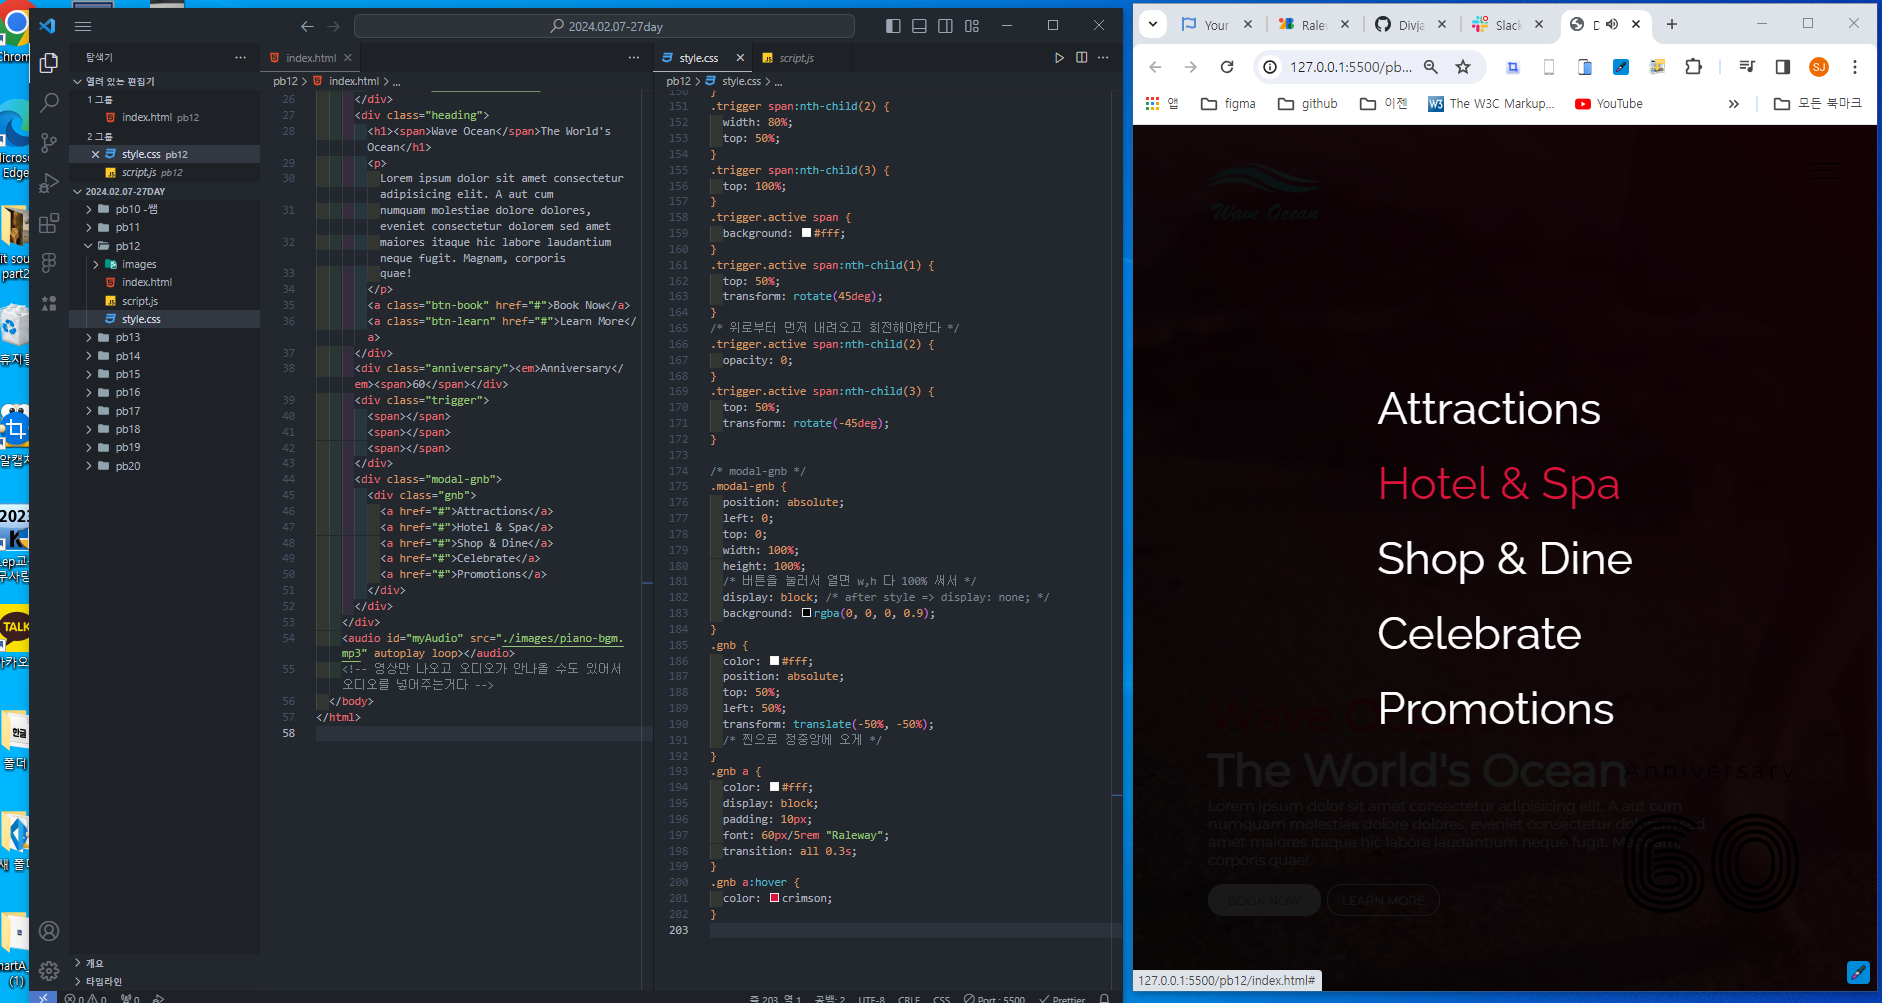 2024.02.07-27day
탐색기
열려 있는 편집기
1 그룹
index.html pb12
2 그룹
style.css pb12
script.js pb12
2024.02.07-27DAY
pb10 -쌤
pb11
pb12
images
index.html
script.js
style.css
pb13
pb14
pb15
pb16
pb17
pb18
pb19
pb20
개요
타임라인
index.html
pb12 > index.html > ...
26 </div>
27 <div class="heading">
28 <h1><span>Wave Ocean</span>The World's
Ocean</h1>
29 <p>
30 Lorem ipsum dolor sit amet consectetur
adipisicing elit. A aut cum
31 numquam molestiae dolore dolores,
eveniet consectetur dolorem sed amet
32 maiores itaque hic labore laudantium
neque fugit. Magnam, corporis
33 quae!
34 </p>
35 <a class="btn-book" href="#">Book Now</a>
36 <a class="btn-learn" href="#">Learn More</
a>
37 </div>
38 <div class="anniversary"><em>Anniversary</
em><span>60</span></div>
39 <div class="trigger">
40 <span></span>
41 <span></span>
42 <span></span>
43 </div>
44 <div class="modal-gnb">
45 <div class="gnb">
46 <a href="#">Attractions</a>
47 <a href="#">Hotel & Spa</a>
48 <a href="#">Shop & Dine</a>
49 <a href="#">Celebrate</a>
50 <a href="#">Promotions</a>
51 </div>
52 </div>
53 </div>
54 <audio id="myAudio" src="./images/piano-bgm.
mp3" autoplay loop></audio>
55 <!-- 영상만 나오고 오디오가 안나올 수도 있어서
오디오를 넣어주는거다 -->
56 </body>
57 </html>
58
style.css
script.js
pb12 > style.css > ...
150 }
151 .trigger span:nth-child(2) {
152 width: 80%;
153 top: 50%;
154 }
155 .trigger span:nth-child(3) {
156 top: 100%;
157 }
158 .trigger.active span {
159 background: #fff;
160 }
161 .trigger.active span:nth-child(1) {
162 top: 50%;
163 transform: rotate(45deg);
164 }
165 /* 위로부터 먼저 내려오고 회전해야한다 */
166 .trigger.active span:nth-child(2) {
167 opacity: 0;
168 }
169 .trigger.active span:nth-child(3) {
170 top: 50%;
171 transform: rotate(-45deg);
172 }
173
174 /* modal-gnb */
175 .modal-gnb {
176 position: absolute;
177 left: 0;
178 top: 0;
179 width: 100%;
180 height: 100%;
181 /* 버튼을 눌러서 열면 w,h 다 100% 써서 */
182 display: block; /* after style => display: none; */
183 background: rgba(0, 0, 0, 0.9);
184 }
185 .gnb {
186 color: #fff;
187 position: absolute;
188 top: 50%;
189 left: 50%;
190 transform: translate(-50%, -50%);
191 /* 찐으로 정중앙에 오게 */
192 }
193 .gnb a {
194 color: #fff;
195 display: block;
196 padding: 10px;
197 font: 60px/5rem "Raleway";
198 transition: all 0.3s;
199 }
200 .gnb a:hover {
201 color: crimson;
202 }
203
0 0 0
줄 203, 열 1 공백: 2 UTF-8 CRLF CSS Port : 5500 Prettier
Your
Ralew
Divja
Slack
D
127.0.0.1:5500/pb...
SJ
앱
figma
github
이젠
The W3C Markup...
YouTube
모든 북마크
Wave Ocean
Attractions
Hotel & Spa
Shop & Dine
Celebrate
Promotions
Wave O
The World's Ocean
Anniversary
Lorem ipsum dolor sit amet consectetur adipisicing elit. A aut cum
numquam molestiae dolore dolores, eveniet consectetur dolorem sed
amet maiores itaque hic labore laudantium neque fugit. Magnam,
corporis quae!
60
BOOK NOW
LEARN MORE
127.0.0.1:5500/pb12/index.html#
Chrom
Edge
part2
TALK
한글
폴더
새 폴더
(1)